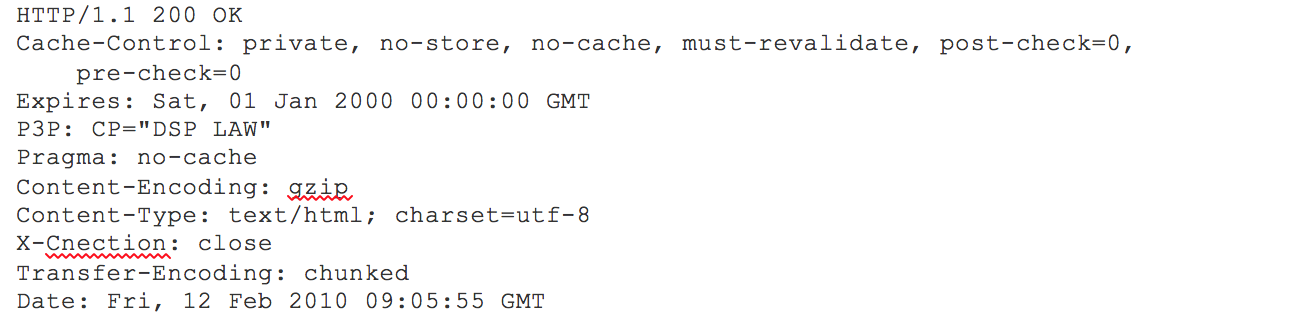 HTTP/1.1 200 OK
Cache-Control: private, no-store, no-cache, must-revalidate, post-check=0,
pre-check=0
Expires: Sat, 01 Jan 2000 00:00:00 GMT
P3P: CP="DSP LAW"
Pragma: no-cache
Content-Encoding: gzip
Content-Type: text/html; charset=utf-8
X-Cnection: close
Transfer-Encoding: chunked
Date: Fri, 12 Feb 2010 09:05:55 GMT